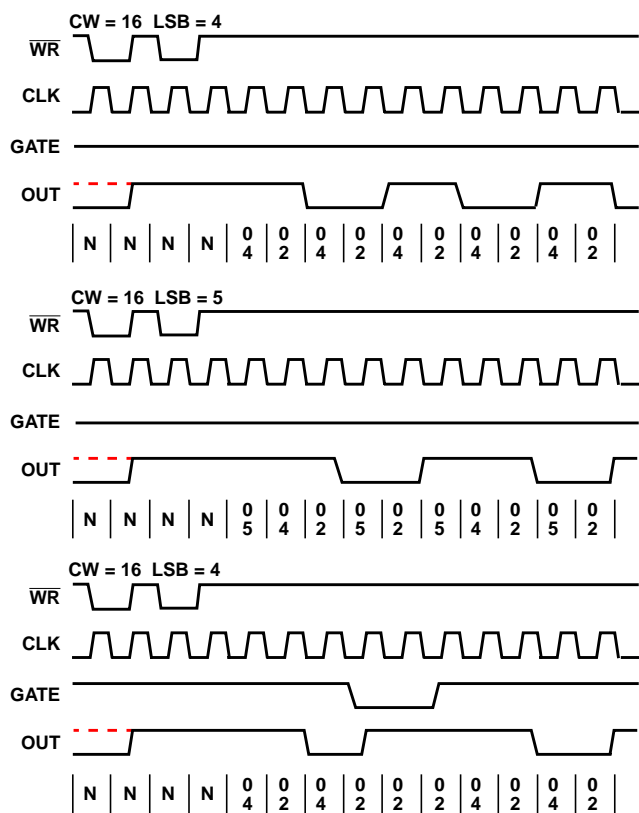 CW = 16 LSB = 4
WR
CLK
GATE
OUT
N N N N 0 0 0 0 0 0 0 0 0 0
4 2 4 2 4 2 4 2 4 2
CW = 16 LSB = 5
WR
CLK
GATE
OUT
N N N N 0 0 0 0 0 0 0 0 0 0
5 4 2 5 2 5 4 2 5 2
CW = 16 LSB = 4
WR
CLK
GATE
OUT
N N N N 0 0 0 0 0 0 0 0 0 0
4 2 4 2 2 2 4 2 4 2